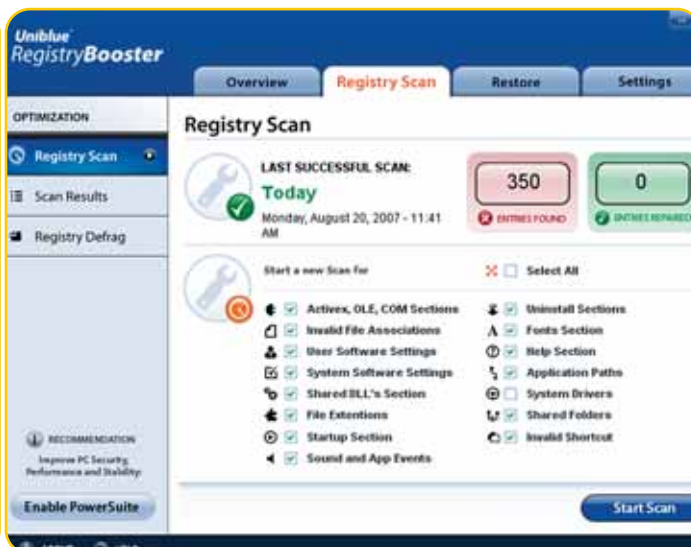 Uniblue
RegistryBooster
Overview
Registry Scan
Restore
Settings
OPTIMIZATION
Registry Scan
Scan Results
Registry Defrag
Registry Scan
LAST SUCCESSFUL SCAN:
Today
Monday, August 20, 2007 - 11:41
AM
350
ENTRIES FOUND
0
ENTRIES REPAIRED
Start a new Scan for
Select All
Activex, OLE, COM Sections
Invalid File Associations
User Software Settings
System Software Settings
Shared DLL's Section
File Extentions
Startup Section
Sound and App Events
Uninstall Sections
Fonts Section
Help Section
Application Paths
System Drivers
Shared Folders
Invalid Shortcut
RECOMMENDATION
Improve PC Security,
Performance and Stability:
Enable PowerSuite
Start Scan